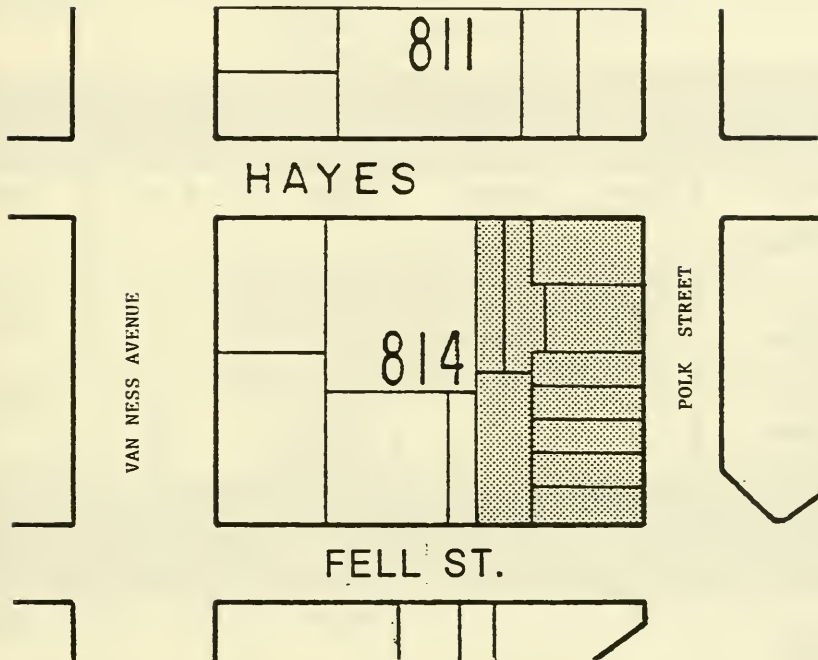 811
HAYES
VAN NESS AVENUE
814
POLK STREET
FELL ST.